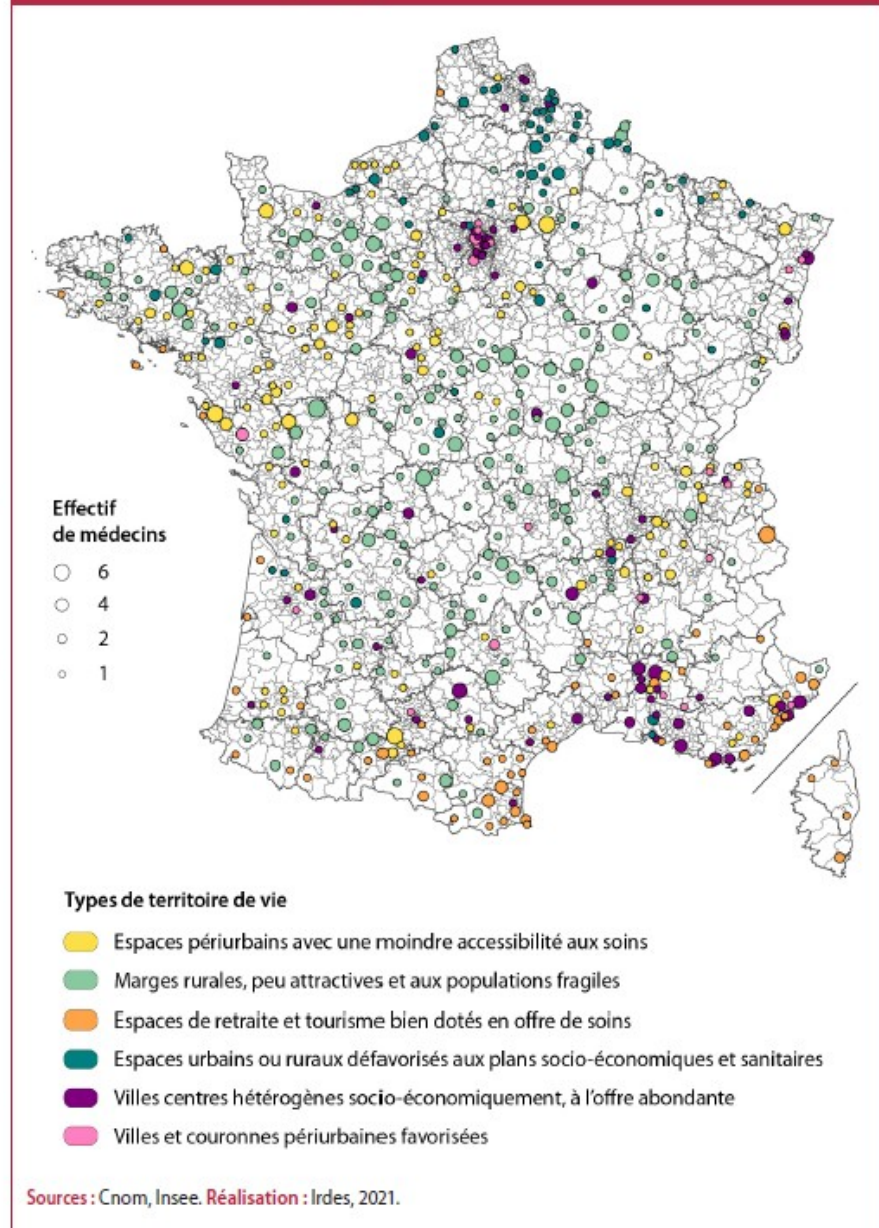 Effectif
de médecins
6
4
2
1
Types de territoire de vie
Espaces périurbains avec une moindre accessibilité aux soins
Marges rurales, peu attractives et aux populations fragiles
Espaces de retraite et tourisme bien dotés en offre de soins
Espaces urbains ou ruraux défavorisés aux plans socio-économiques et sanitaires
Villes centres hétérogènes socio-économiquement, à l'offre abondante
Villes et couronnes périurbaines favorisées
Sources : Cnom, Insee. Réalisation : Irdes, 2021.